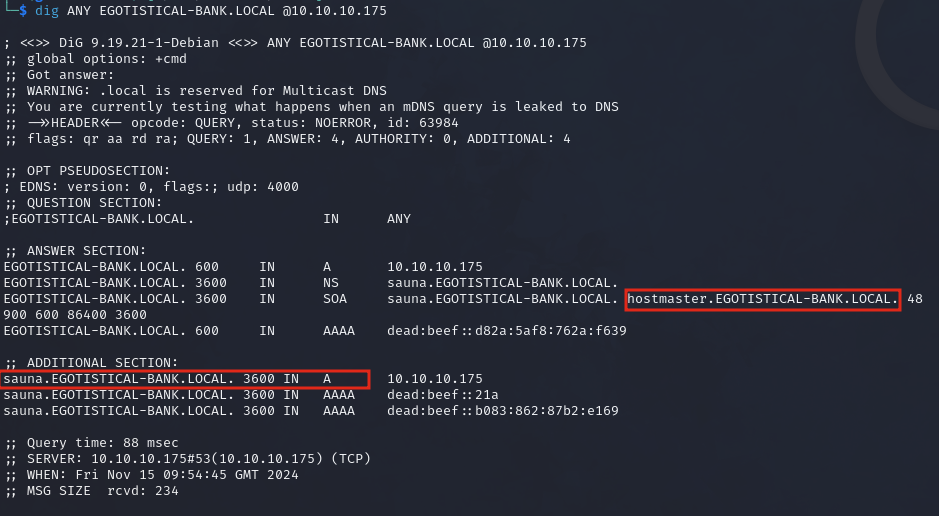 └─$ dig ANY EGOTISTICAL-BANK.LOCAL @10.10.10.175
; <<>> DiG 9.19.21-1-Debian <<>> ANY EGOTISTICAL-BANK.LOCAL @10.10.10.175
;; global options: +cmd
;; Got answer:
;; WARNING: .local is reserved for Multicast DNS
;; You are currently testing what happens when an mDNS query is leaked to DNS
;; ->>HEADER<<- opcode: QUERY, status: NOERROR, id: 63984
;; flags: qr aa rd ra; QUERY: 1, ANSWER: 4, AUTHORITY: 0, ADDITIONAL: 4
;; OPT PSEUDOSECTION:
; EDNS: version: 0, flags:; udp: 4000
;; QUESTION SECTION:
;EGOTISTICAL-BANK.LOCAL. IN ANY
;; ANSWER SECTION:
EGOTISTICAL-BANK.LOCAL. 600 IN A 10.10.10.175
EGOTISTICAL-BANK.LOCAL. 3600 IN NS sauna.EGOTISTICAL-BANK.LOCAL.
EGOTISTICAL-BANK.LOCAL. 3600 IN SOA sauna.EGOTISTICAL-BANK.LOCAL. hostmaster.EGOTISTICAL-BANK.LOCAL. 48
900 600 86400 3600
EGOTISTICAL-BANK.LOCAL. 600 IN AAAA dead:beef::d82a:5af8:762a:f639
;; ADDITIONAL SECTION:
sauna.EGOTISTICAL-BANK.LOCAL. 3600 IN A 10.10.10.175
sauna.EGOTISTICAL-BANK.LOCAL. 3600 IN AAAA dead:beef::21a
sauna.EGOTISTICAL-BANK.LOCAL. 3600 IN AAAA dead:beef::b083:862:87b2:e169
;; Query time: 88 msec
;; SERVER: 10.10.10.175#53(10.10.10.175) (TCP)
;; WHEN: Fri Nov 15 09:54:45 GMT 2024
;; MSG SIZE rcvd: 234